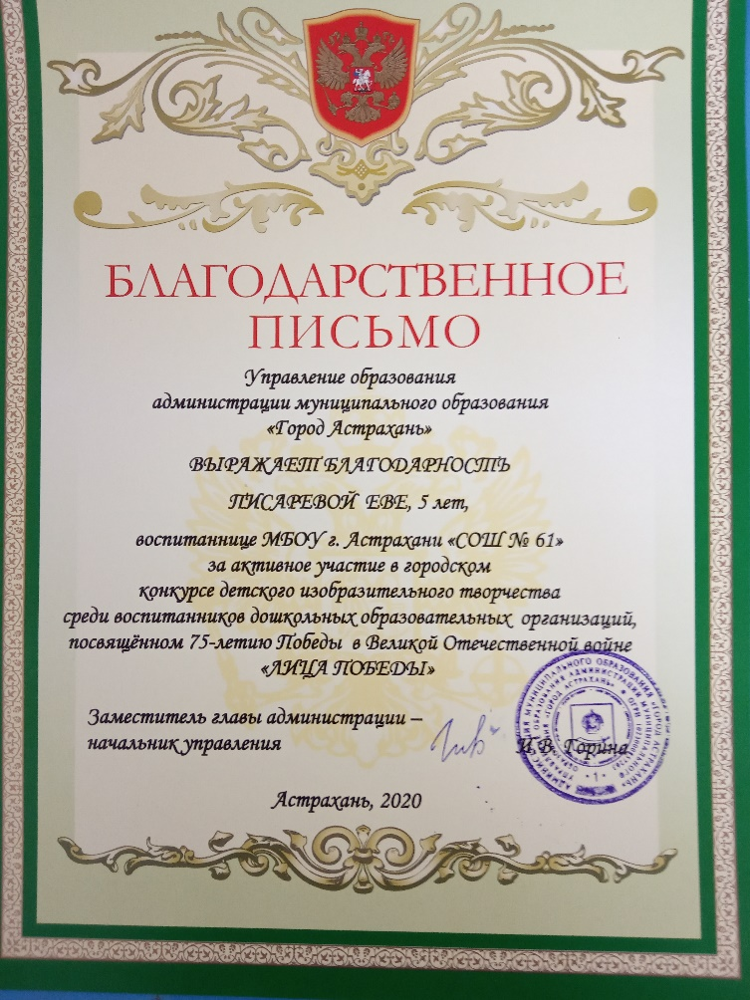 БЛАГОДАРСТВЕННОЕ
ПИСЬМО
Управление образования
администрации муниципального образования
«Город Астрахань»
ВЫРАЖАЕТ БЛАГОДАРНОСТЬ
ПИСАРЕВОЙ ЕВЕ, 5 лет,
воспитаннице МБОУ г. Астрахани «СОШ № 61»
за активное участие в городском
конкурсе детского изобразительного творчества
среди воспитанников дошкольных образовательных организаций,
посвящённом 75-летию Победы в Великой Отечественной войне
«ЛИЦА ПОБЕДЫ»
Заместитель главы администрации –
начальник управления
И.В. Горина
Астрахань, 2020